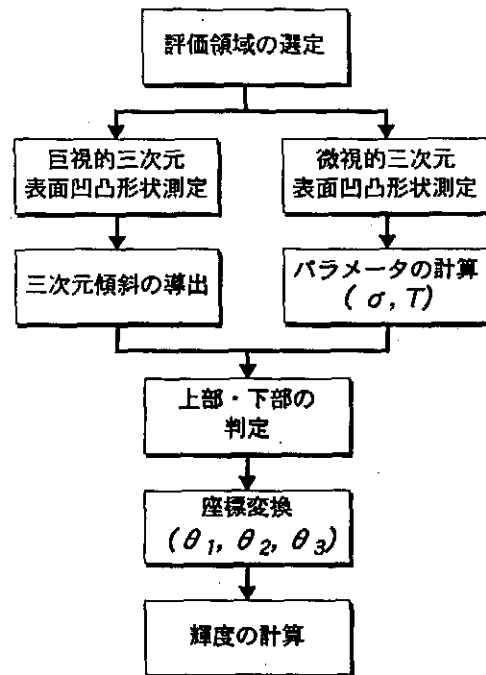 評価領域の選定
巨視的三次元
表面凹凸形状測定
微視的三次元
表面凹凸形状測定
三次元傾斜の導出
パラメータの計算
( σ, T)
上部・下部の
判定
座標変換
(θ1, θ2, θ3)
輝度の計算